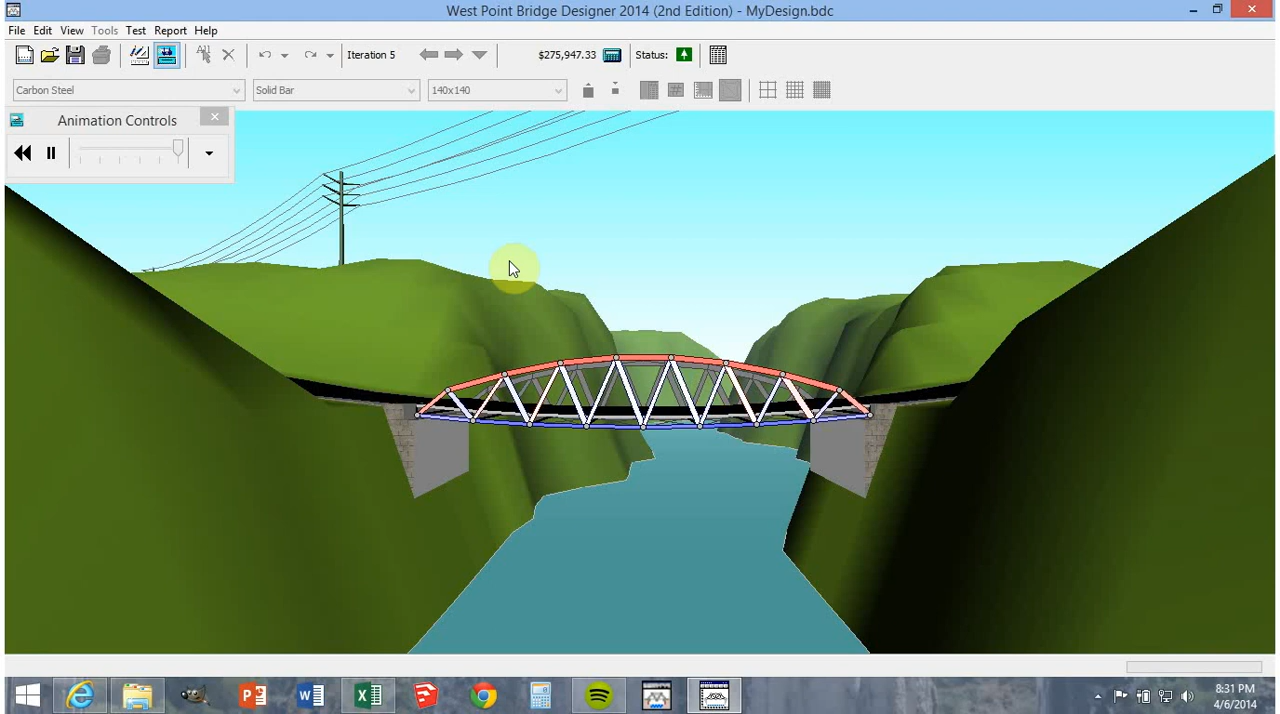 West Point Bridge Designer 2014 (2nd Edition) - MyDesign.bdc
File Edit View Tools Test Report Help
Iteration 5 $275,947.33 Status:
Carbon Steel Solid Bar 140x140
Animation Controls
8:31 PM
4/6/2014